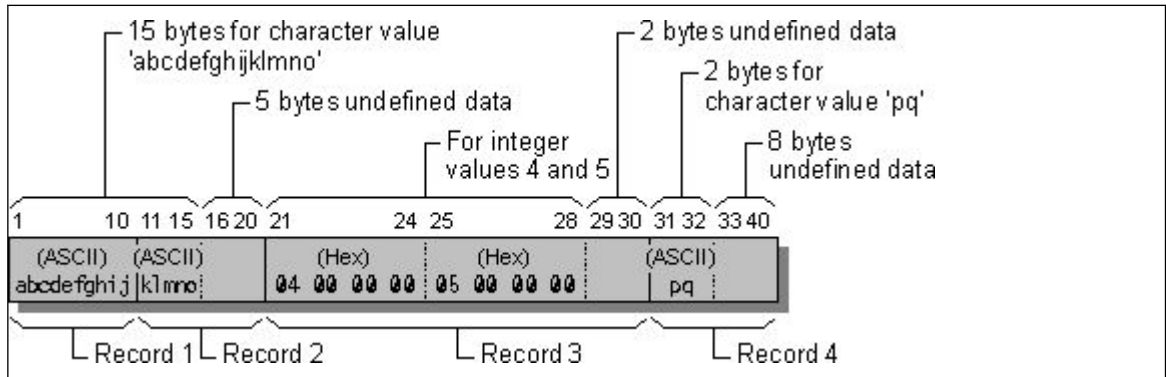 15 bytes for character value
'abcdefghijklmno'
2 bytes undefined data
2 bytes for
character value 'pq'
5 bytes undefined data
For integer
values 4 and 5
8 bytes
undefined data
1 10 11 15 16 20 21 24 25 28 29 30 31 32 33 40
(ASCII) (ASCII) (Hex) (Hex) (ASCII)
abcdefghij klmno 04 00 00 00 05 00 00 00 pq
Record 1 Record 2 Record 3 Record 4